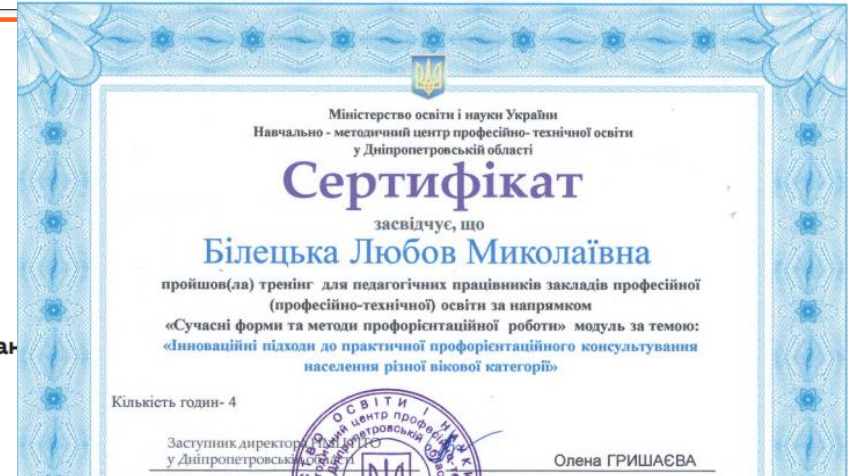 Міністерство освіти і науки України
Навчально - методичний центр професійно- технічної освіти
у Дніпропетровській області
Сертифікат
засвідчує, що
Білецька Любов Миколаївна
пройшов(ла) тренінг для педагогічних працівників закладів професійної
(професійно-технічної) освіти за напрямком
«Сучасні форми та методи профорієнтаційної роботи» модуль за темою:
«Інноваційні підходи до практичної профорієнтаційного консультування
населення різної вікової категорії»
Кількість годин- 4
Заступник директора НМЦ ПТО
у Дніпропетровській області
Олена ГРИШАЄВА